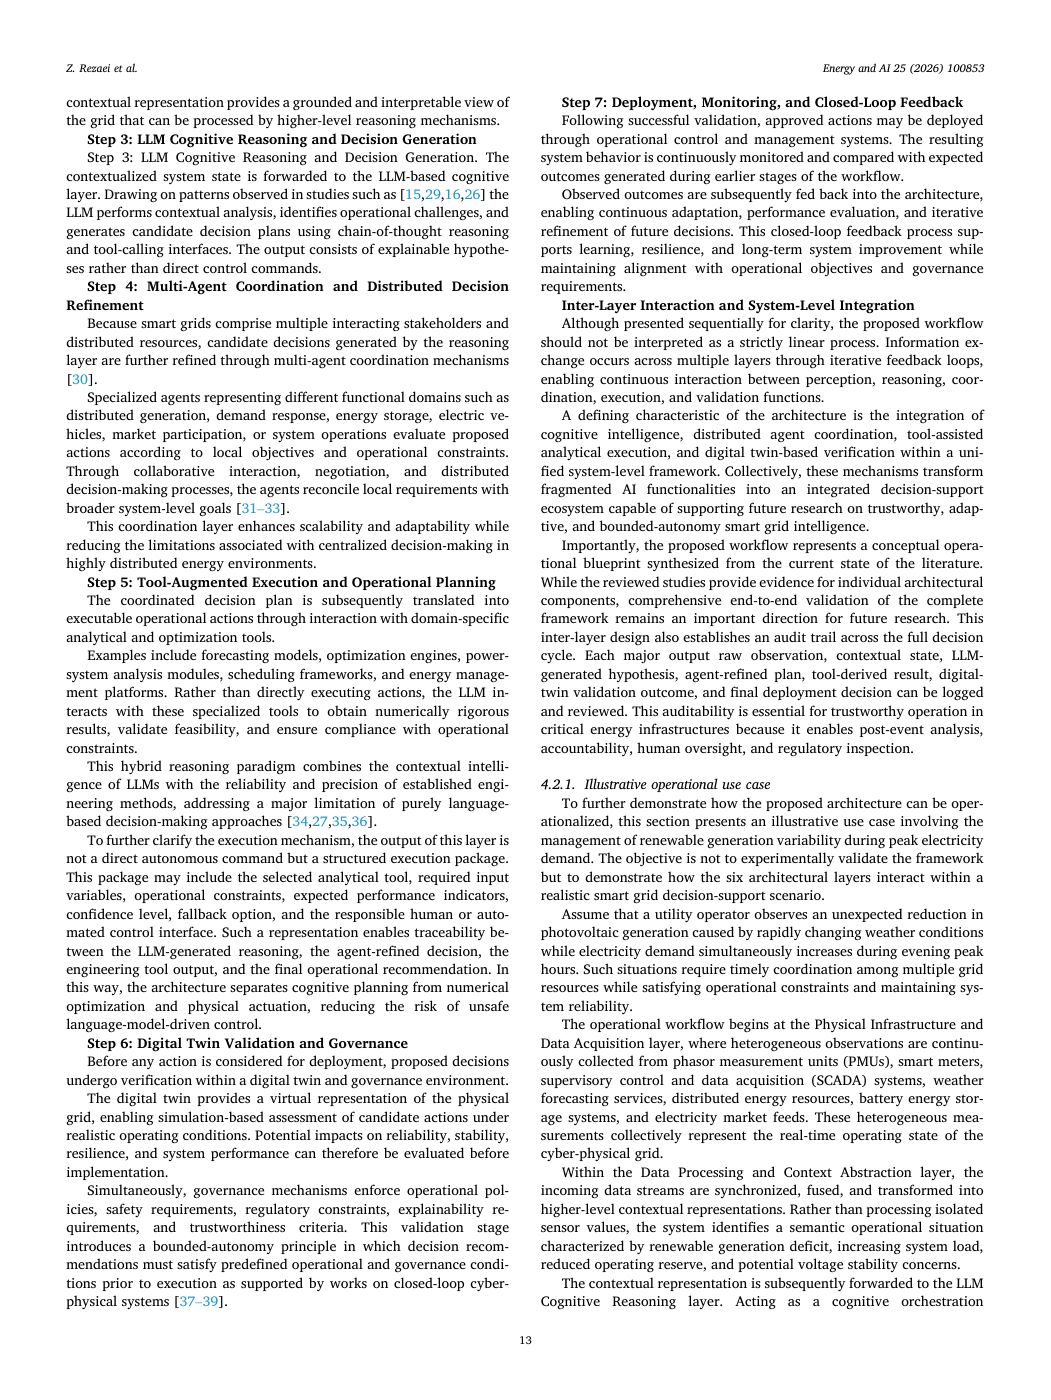 Z. Rezaei et al.
Energy and AI 25 (2026) 100853
contextual representation provides a grounded and interpretable view of
the grid that can be processed by higher-level reasoning mechanisms.
Step 3: LLM Cognitive Reasoning and Decision Generation
Step 3: LLM Cognitive Reasoning and Decision Generation. The
contextualized system state is forwarded to the LLM-based cognitive
layer. Drawing on patterns observed in studies such as [15,29,16,26] the
LLM performs contextual analysis, identifies operational challenges, and
generates candidate decision plans using chain-of-thought reasoning
and tool-calling interfaces. The output consists of explainable hypothe-
ses rather than direct control commands.
Step 4: Multi-Agent Coordination and Distributed Decision
Refinement
Because smart grids comprise multiple interacting stakeholders and
distributed resources, candidate decisions generated by the reasoning
layer are further refined through multi-agent coordination mechanisms
[30].
Specialized agents representing different functional domains such as
distributed generation, demand response, energy storage, electric ve-
hicles, market participation, or system operations evaluate proposed
actions according to local objectives and operational constraints.
Through collaborative interaction, negotiation, and distributed
decision-making processes, the agents reconcile local requirements with
broader system-level goals [31–33].
This coordination layer enhances scalability and adaptability while
reducing the limitations associated with centralized decision-making in
highly distributed energy environments.
Step 5: Tool-Augmented Execution and Operational Planning
The coordinated decision plan is subsequently translated into
executable operational actions through interaction with domain-specific
analytical and optimization tools.
Examples include forecasting models, optimization engines, power-
system analysis modules, scheduling frameworks, and energy manage-
ment platforms. Rather than directly executing actions, the LLM in-
teracts with these specialized tools to obtain numerically rigorous
results, validate feasibility, and ensure compliance with operational
constraints.
This hybrid reasoning paradigm combines the contextual intelli-
gence of LLMs with the reliability and precision of established engi-
neering methods, addressing a major limitation of purely language-
based decision-making approaches [34,27,35,36].
To further clarify the execution mechanism, the output of this layer is
not a direct autonomous command but a structured execution package.
This package may include the selected analytical tool, required input
variables, operational constraints, expected performance indicators,
confidence level, fallback option, and the responsible human or auto-
mated control interface. Such a representation enables traceability be-
tween the LLM-generated reasoning, the agent-refined decision, the
engineering tool output, and the final operational recommendation. In
this way, the architecture separates cognitive planning from numerical
optimization and physical actuation, reducing the risk of unsafe
language-model-driven control.
Step 6: Digital Twin Validation and Governance
Before any action is considered for deployment, proposed decisions
undergo verification within a digital twin and governance environment.
The digital twin provides a virtual representation of the physical
grid, enabling simulation-based assessment of candidate actions under
realistic operating conditions. Potential impacts on reliability, stability,
resilience, and system performance can therefore be evaluated before
implementation.
Simultaneously, governance mechanisms enforce operational pol-
icies, safety requirements, regulatory constraints, explainability re-
quirements, and trustworthiness criteria. This validation stage
introduces a bounded-autonomy principle in which decision recom-
mendations must satisfy predefined operational and governance condi-
tions prior to execution as supported by works on closed-loop cyber-
physical systems [37–39].
Step 7: Deployment, Monitoring, and Closed-Loop Feedback
Following successful validation, approved actions may be deployed
through operational control and management systems. The resulting
system behavior is continuously monitored and compared with expected
outcomes generated during earlier stages of the workflow.
Observed outcomes are subsequently fed back into the architecture,
enabling continuous adaptation, performance evaluation, and iterative
refinement of future decisions. This closed-loop feedback process sup-
ports learning, resilience, and long-term system improvement while
maintaining alignment with operational objectives and governance
requirements.
Inter-Layer Interaction and System-Level Integration
Although presented sequentially for clarity, the proposed workflow
should not be interpreted as a strictly linear process. Information ex-
change occurs across multiple layers through iterative feedback loops,
enabling continuous interaction between perception, reasoning, coor-
dination, execution, and validation functions.
A defining characteristic of the architecture is the integration of
cognitive intelligence, distributed agent coordination, tool-assisted
analytical execution, and digital twin-based verification within a uni-
fied system-level framework. Collectively, these mechanisms transform
fragmented AI functionalities into an integrated decision-support
ecosystem capable of supporting future research on trustworthy, adap-
tive, and bounded-autonomy smart grid intelligence.
Importantly, the proposed workflow represents a conceptual opera-
tional blueprint synthesized from the current state of the literature.
While the reviewed studies provide evidence for individual architectural
components, comprehensive end-to-end validation of the complete
framework remains an important direction for future research. This
inter-layer design also establishes an audit trail across the full decision
cycle. Each major output raw observation, contextual state, LLM-
generated hypothesis, agent-refined plan, tool-derived result, digital-
twin validation outcome, and final deployment decision can be logged
and reviewed. This auditability is essential for trustworthy operation in
critical energy infrastructures because it enables post-event analysis,
accountability, human oversight, and regulatory inspection.
4.2.1. Illustrative operational use case
To further demonstrate how the proposed architecture can be oper-
ationalized, this section presents an illustrative use case involving the
management of renewable generation variability during peak electricity
demand. The objective is not to experimentally validate the framework
but to demonstrate how the six architectural layers interact within a
realistic smart grid decision-support scenario.
Assume that a utility operator observes an unexpected reduction in
photovoltaic generation caused by rapidly changing weather conditions
while electricity demand simultaneously increases during evening peak
hours. Such situations require timely coordination among multiple grid
resources while satisfying operational constraints and maintaining sys-
tem reliability.
The operational workflow begins at the Physical Infrastructure and
Data Acquisition layer, where heterogeneous observations are continu-
ously collected from phasor measurement units (PMUs), smart meters,
supervisory control and data acquisition (SCADA) systems, weather
forecasting services, distributed energy resources, battery energy stor-
age systems, and electricity market feeds. These heterogeneous mea-
surements collectively represent the real-time operating state of the
cyber-physical grid.
Within the Data Processing and Context Abstraction layer, the
incoming data streams are synchronized, fused, and transformed into
higher-level contextual representations. Rather than processing isolated
sensor values, the system identifies a semantic operational situation
characterized by renewable generation deficit, increasing system load,
reduced operating reserve, and potential voltage stability concerns.
The contextual representation is subsequently forwarded to the LLM
Cognitive Reasoning layer. Acting as a cognitive orchestration
13